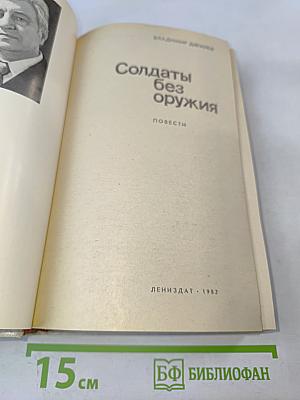 ВЛАДИМИР ДЯГИЛЕВ
Солдаты
без
оружия
ПОВЕСТИ
ЛЕНИЗДАТ • 1982
15 см
БФ БИБЛИОФАН